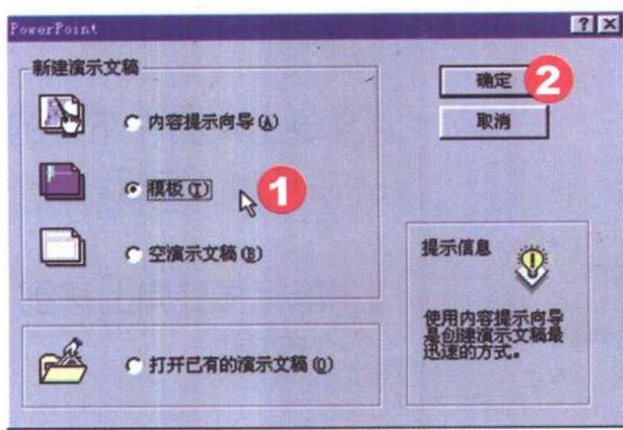 PowerPoint
新建演示文稿
内容提示向导(A)
模板(T)
1
空演示文稿(B)
打开已有的演示文稿(O)
确定
2
取消
提示信息
使用内容提示向导
是创建演示文稿最
迅速的方式。